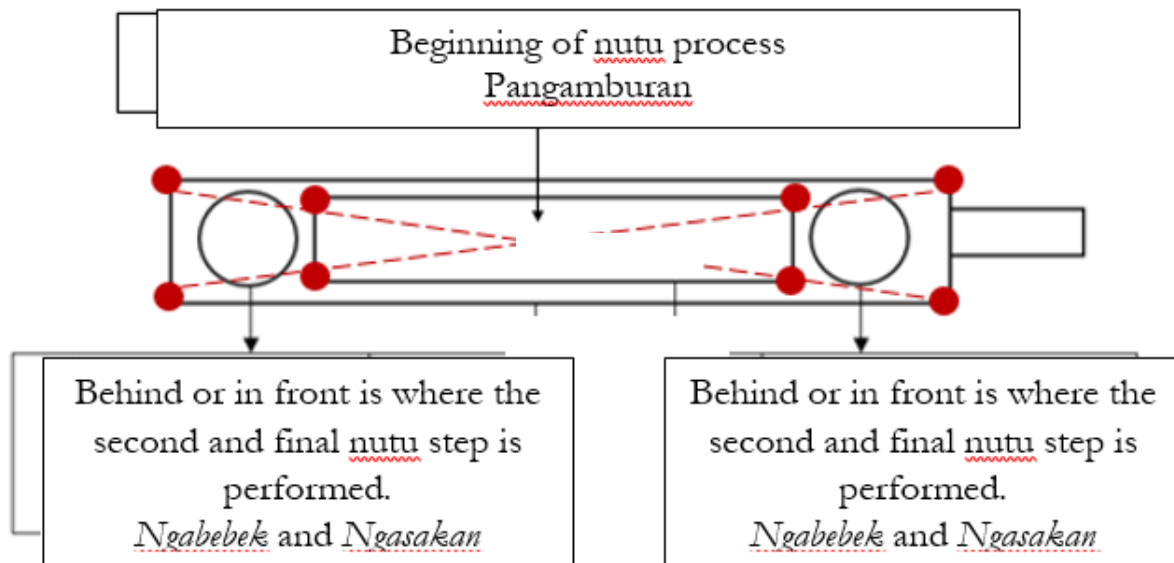 Beginning of nutu process
Pangamburan
Behind or in front is where the
second and final nutu step is
performed.
Ngabebek and Ngasakan
Behind or in front is where the
second and final nutu step is
performed.
Ngabebek and Ngasakan